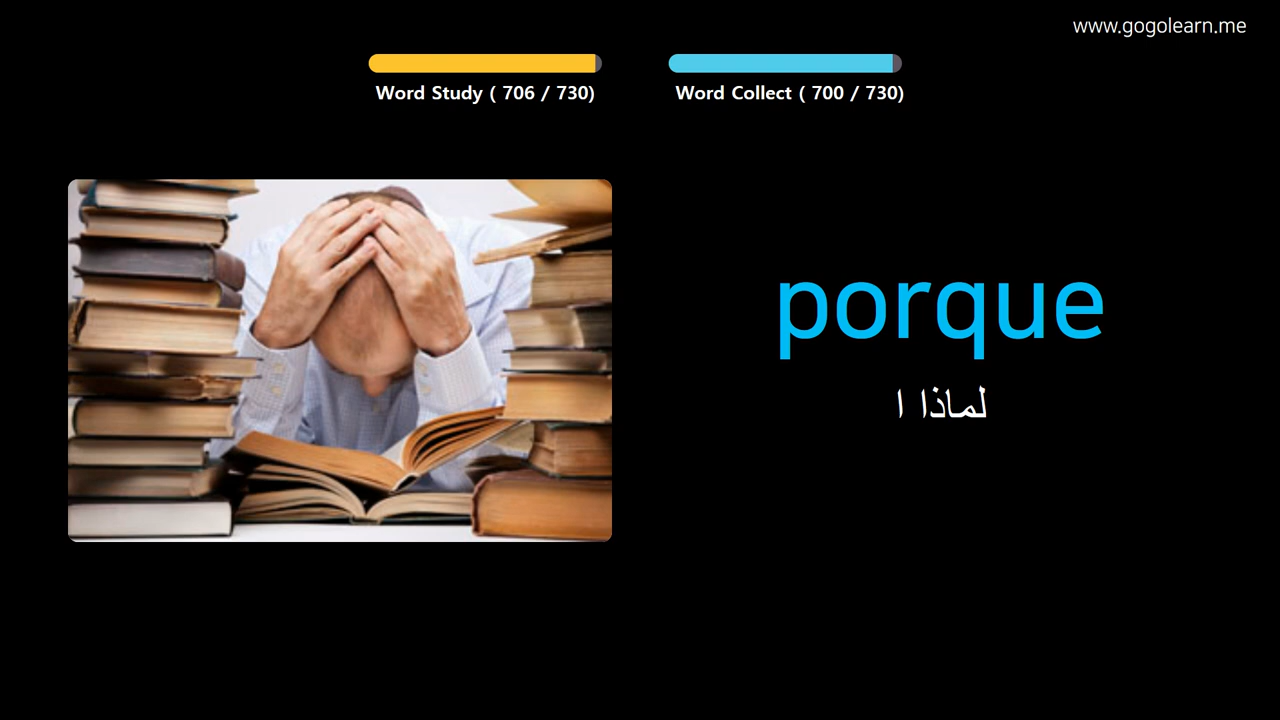 www.gogolearn.me
Word Study ( 706 / 730)
Word Collect ( 700 / 730)
porque
لماذا ا